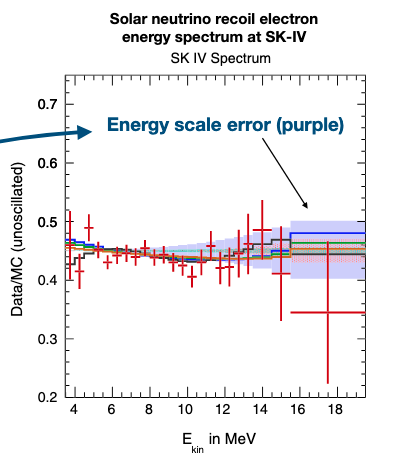 Solar neutrino recoil electron
energy spectrum at SK-IV
SK IV Spectrum
Energy scale error (purple)
0.7
0.6
0.5
0.4
0.3
0.2
Data/MC (unoscillated)
4 6 8 10 12 14 16 18
E_kin in MeV